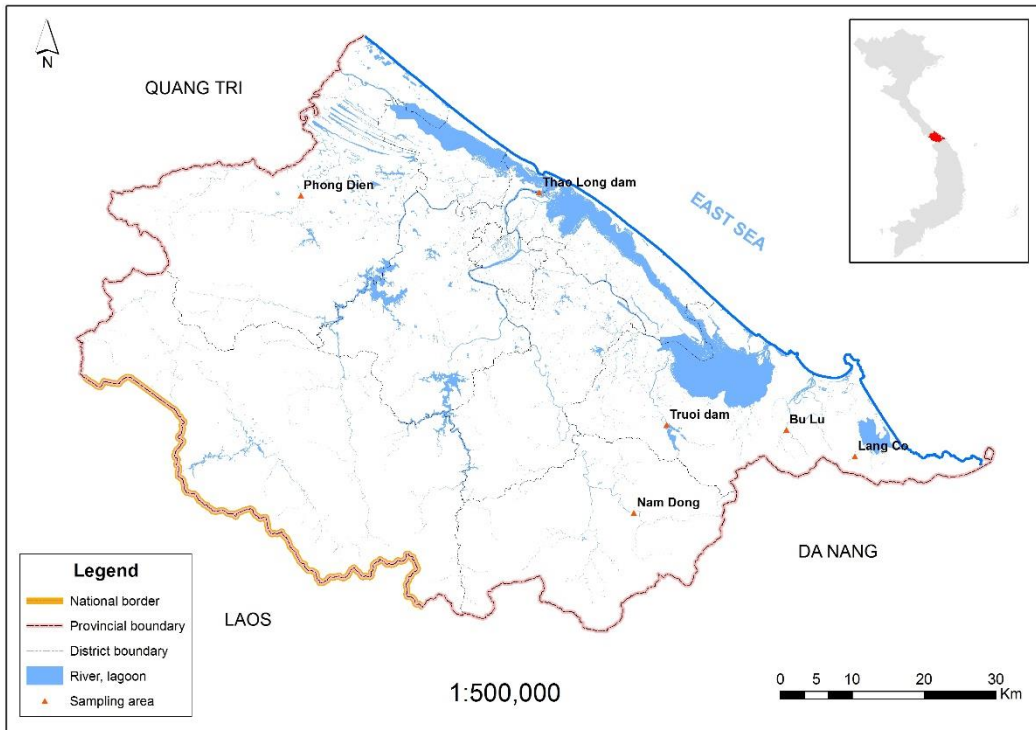 N
QUANG TRI
Phong Dien
Thao Long dam
EAST SEA
Truoi dam
Bu Lu
Lang Co
Nam Dong
DA NANG
LAOS
Legend
National border
Provincial boundary
District boundary
River, lagoon
Sampling area
1:500,000
0 5 10 20 30
Km